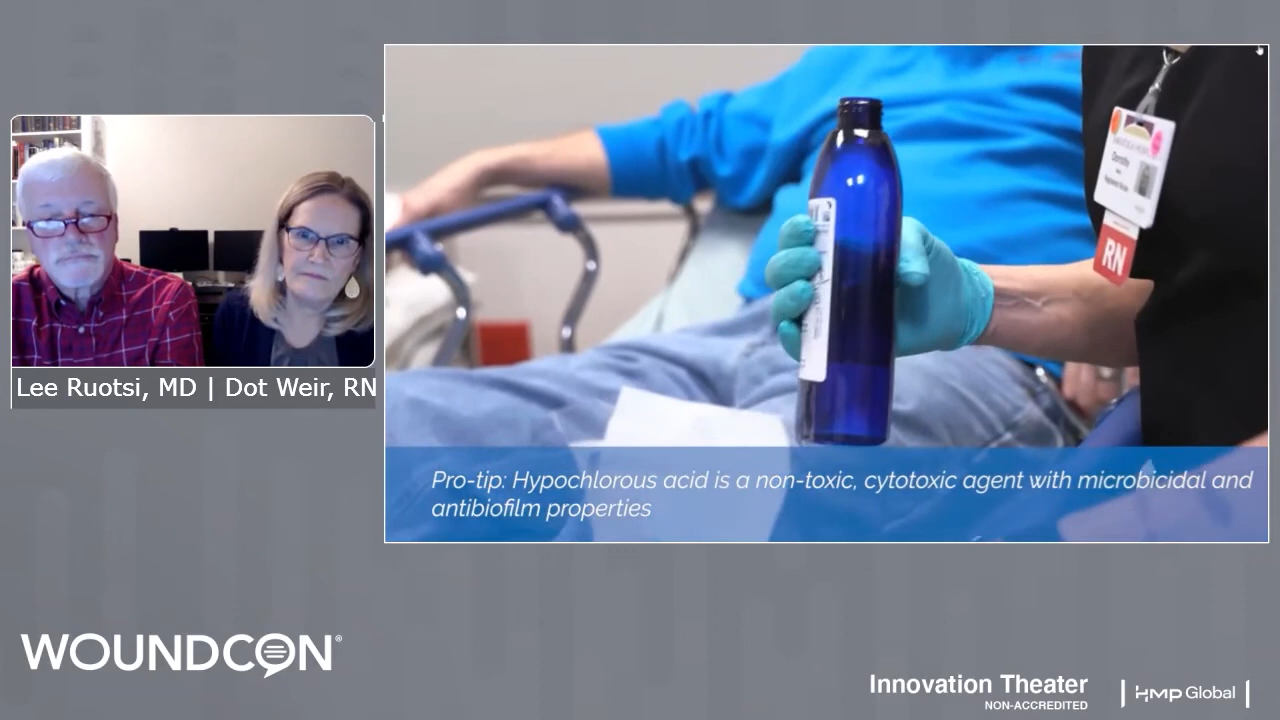 Lee Ruotsi, MD | Dot Weir, RN
Dorothy
RN
Pro-tip: Hypochlorous acid is a non-toxic, cytotoxic agent with microbicidal and
antibiofilm properties
WOUNDCON®
Innovation Theater
NON-ACCREDITED
HMP Global